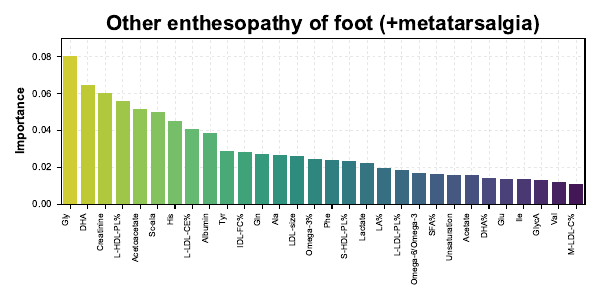 Other enthesopathy of foot (+metatarsalgia)
Importance
0.08
0.06
0.04
0.02
0.00
Gly
DHA
Creatinine
L-HDL-PL%
Acetoacetate
His
L-LDL-CE%
Albumin
Tyr
IDL-FC%
Gln
Ala
LDL-size
Omega-3%
Phe
S-HDL-PL%
Lactate
LA%
L-LDL-PL%
Omega-6/Omega-3
SFA%
Unsaturation
Acetate
DHA%
Glu
Ile
GlycA
Val
M-LDL-C%